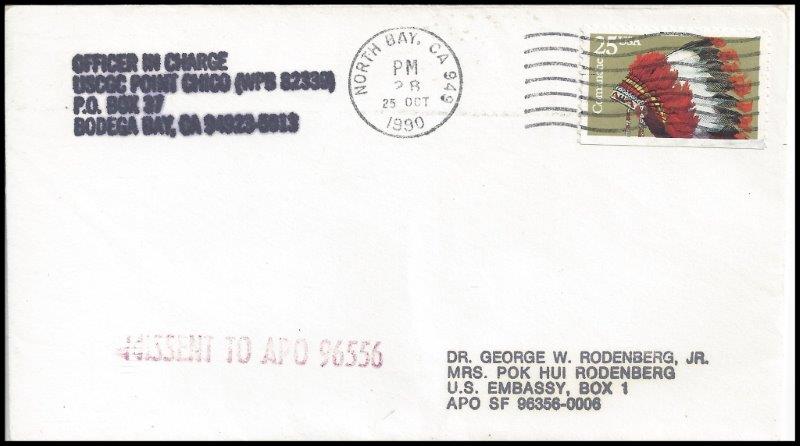 OFFICER IN CHARGE
USCGC POINT CHICO (WPB 82339)
P.O. BOX 37
BODEGA BAY, CA 94923-5613
NORTH BAY, CA 949
PM
2B
25 OCT
1990
25 USA
Comanche
MISSENT TO APO 96556
DR. GEORGE W. RODENBERG, JR.
MRS. POK HUI RODENBERG
U.S. EMBASSY, BOX 1
APO SF 96356-0006